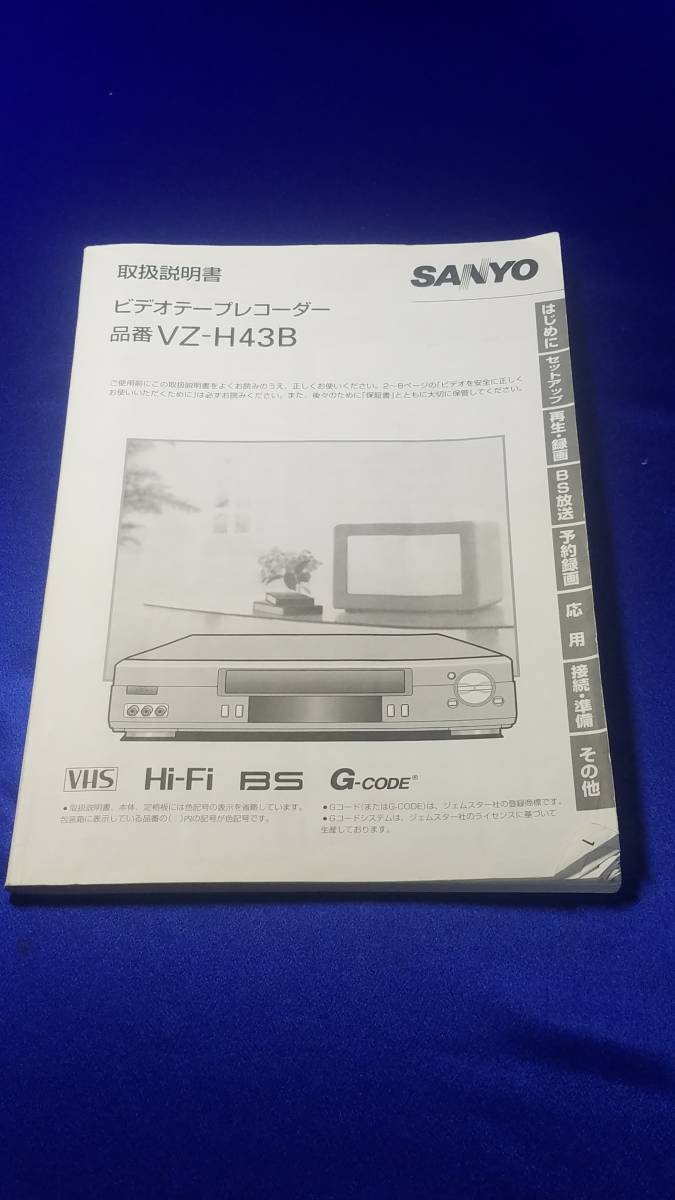 取扱説明書
SANYO
ビデオテープレコーダー
品番 VZ-H43B
ご使用前にこの取扱説明書をよくお読みのうえ、正しくお使いください。2〜8ページの「ビデオを安全に正しく
お使いいただくために」は必ずお読みください。また、後々のために「保証書」とともに大切に保管してください。
はじめに
セットアップ
再生・録画
BS放送
予約録画
応用
接続・準備
その他
VHS Hi-Fi BS G-CODE®
●取扱説明書、本体、定格板には色記号の表示を省略しています。
包装箱に表示している品番の( )内の記号が色記号です。
●Gコード(またはG-CODE)は、ジェムスター社の登録商標です。
●Gコードシステムは、ジェムスター社のライセンスに基づいて
生産しております。